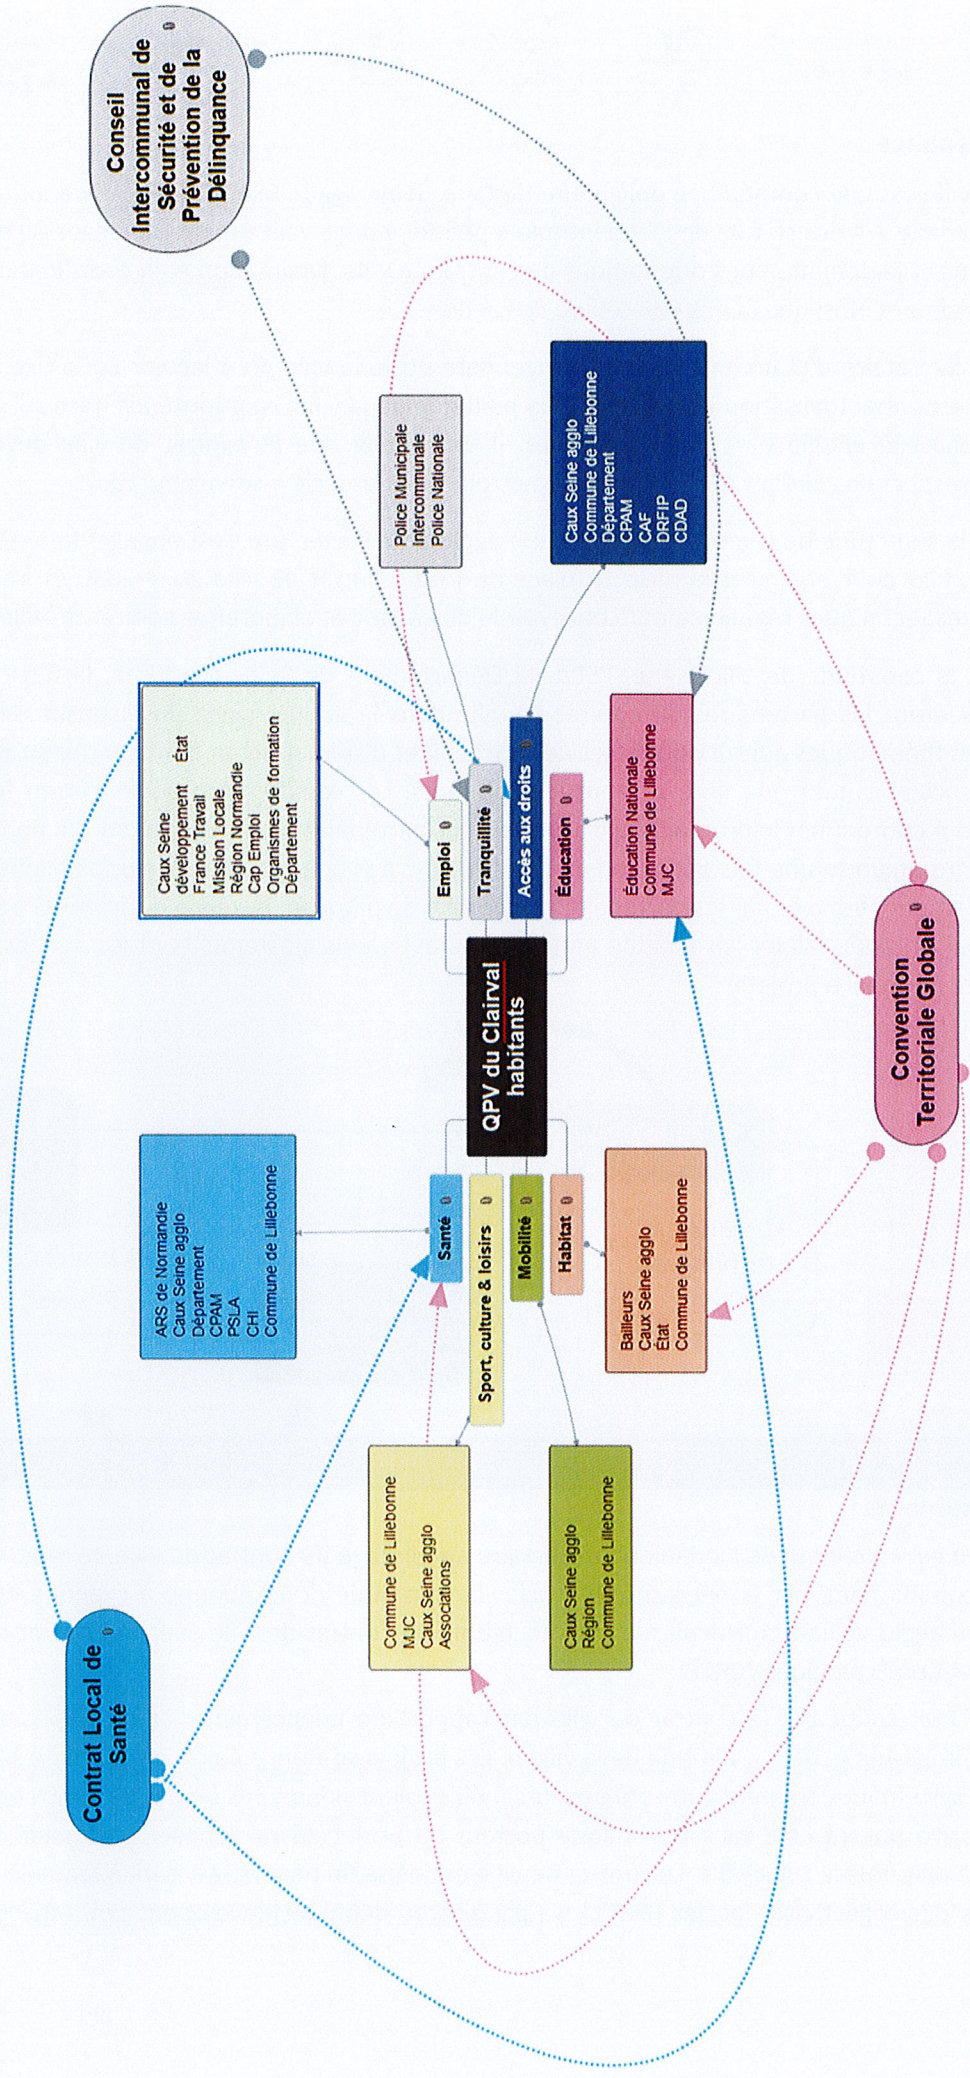 Contrat Local de
Santé
Conseil
Intercommunal de
Sécurité et de
Prévention de la
Délinquance
ARS de Normandie
Caux Seine agglo
Département
CPAM
PSLA
CHI
Commune de Lillebonne
Caux Seine
développement État
France Travail
Mission Locale
Région Normandie
Cap Emploi
Organismes de formation
Département
Commune de Lillebonne
MJC
Caux Seine agglo
Associations
Police Municipale
Intercommunale
Police Nationale
Santé
Sport, culture & loisirs
Mobilité
Habitat
QPV du Clairval
habitants
Emploi
Tranquillité
Accès aux droits
Éducation
Caux Seine agglo
Région
Commune de Lillebonne
Caux Seine agglo
Commune de Lillebonne
Département
CPAM
CAF
DRFIP
CDAD
Bailleurs
Caux Seine agglo
État
Commune de Lillebonne
Éducation Nationale
Commune de Lillebonne
MJC
Convention
Territoriale Globale